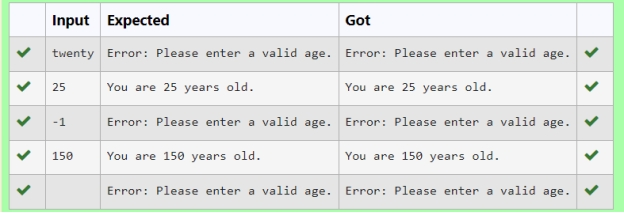 Input Expected Got
twenty Error: Please enter a valid age. Error: Please enter a valid age.
25 You are 25 years old. You are 25 years old.
-1 Error: Please enter a valid age. Error: Please enter a valid age.
150 You are 150 years old. You are 150 years old.
Error: Please enter a valid age. Error: Please enter a valid age.